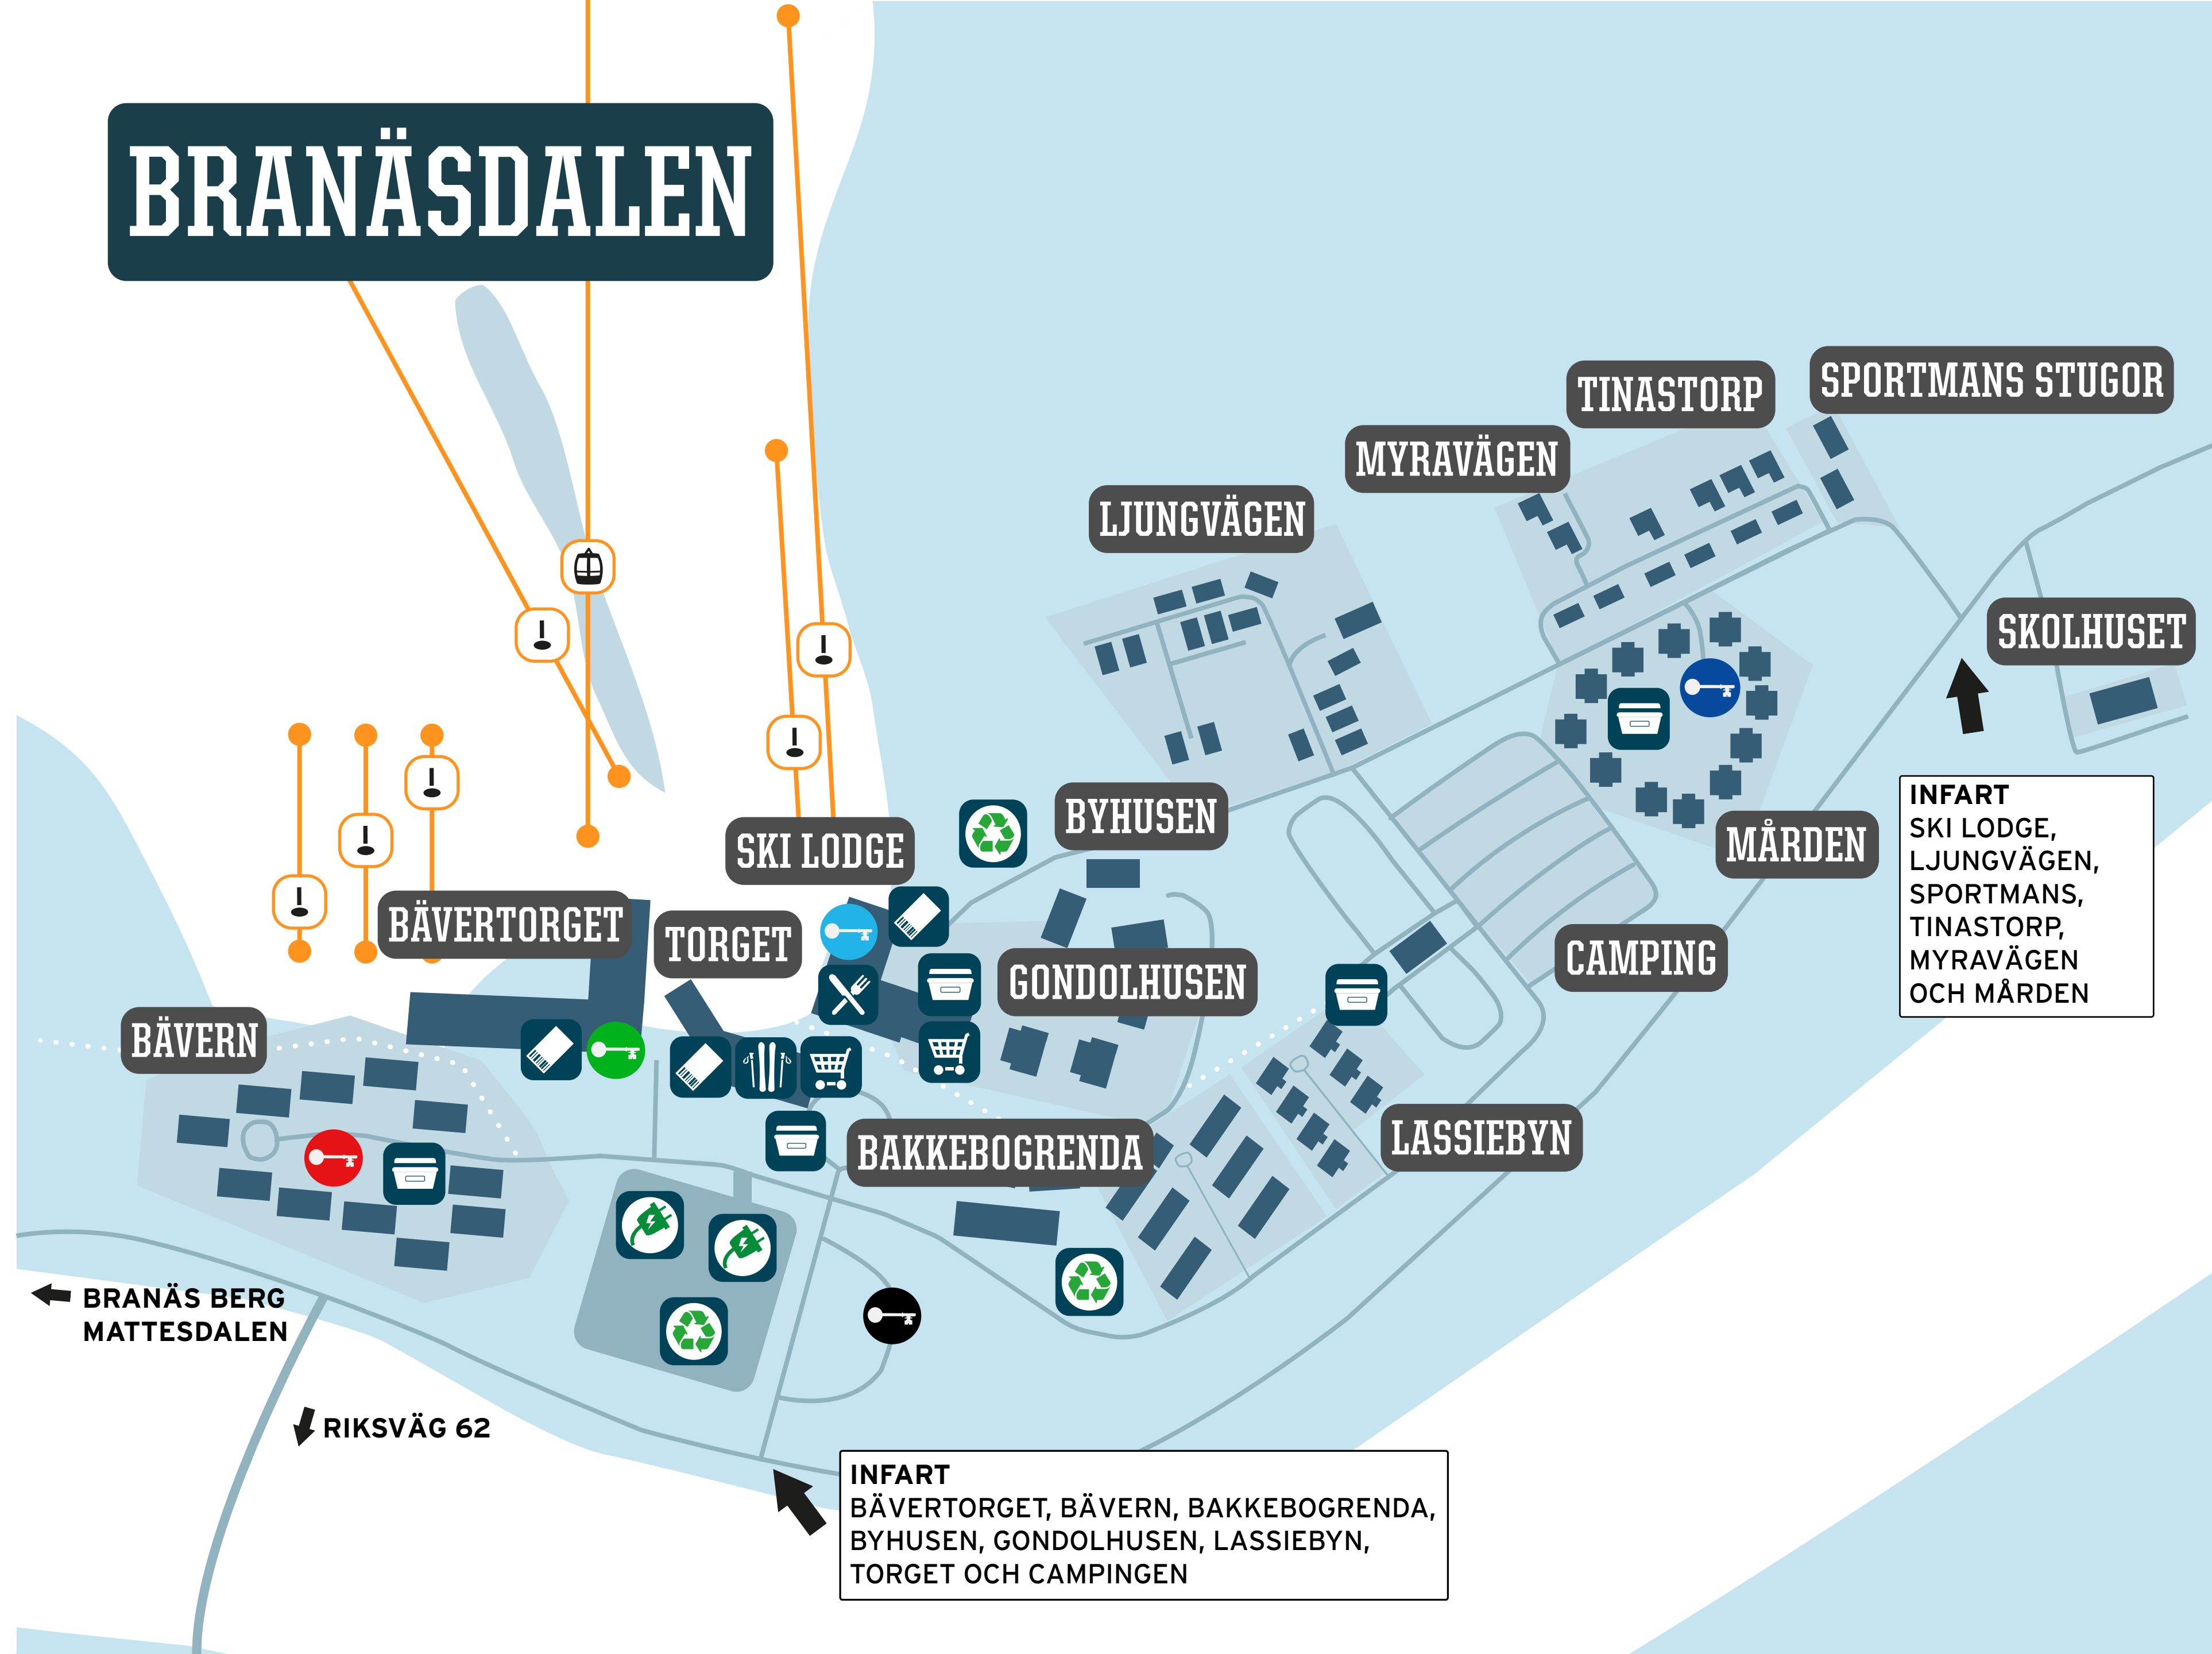 BRANÄSDALEN
SPORTMANS STUGOR
TINASTORP
MYRAVÄGEN
LJUNGVÄGEN
SKOLHUSET
BYHUSEN
SKI LODGE
MÅRDEN
INFART
SKI LODGE,
LJUNGVÄGEN,
SPORTMANS,
TINASTORP,
MYRAVÄGEN
OCH MÅRDEN
BÄVERTORGET
TORGET
CAMPING
GONDOLHUSEN
BÄVERN
LASSIEBYN
BAKKEBOGRENDA
BRANÄS BERG
MATTESDALEN
RIKSVÄG 62
INFART
BÄVERTORGET, BÄVERN, BAKKEBOGRENDA,
BYHUSEN, GONDOLHUSEN, LASSIEBYN,
TORGET OCH CAMPINGEN